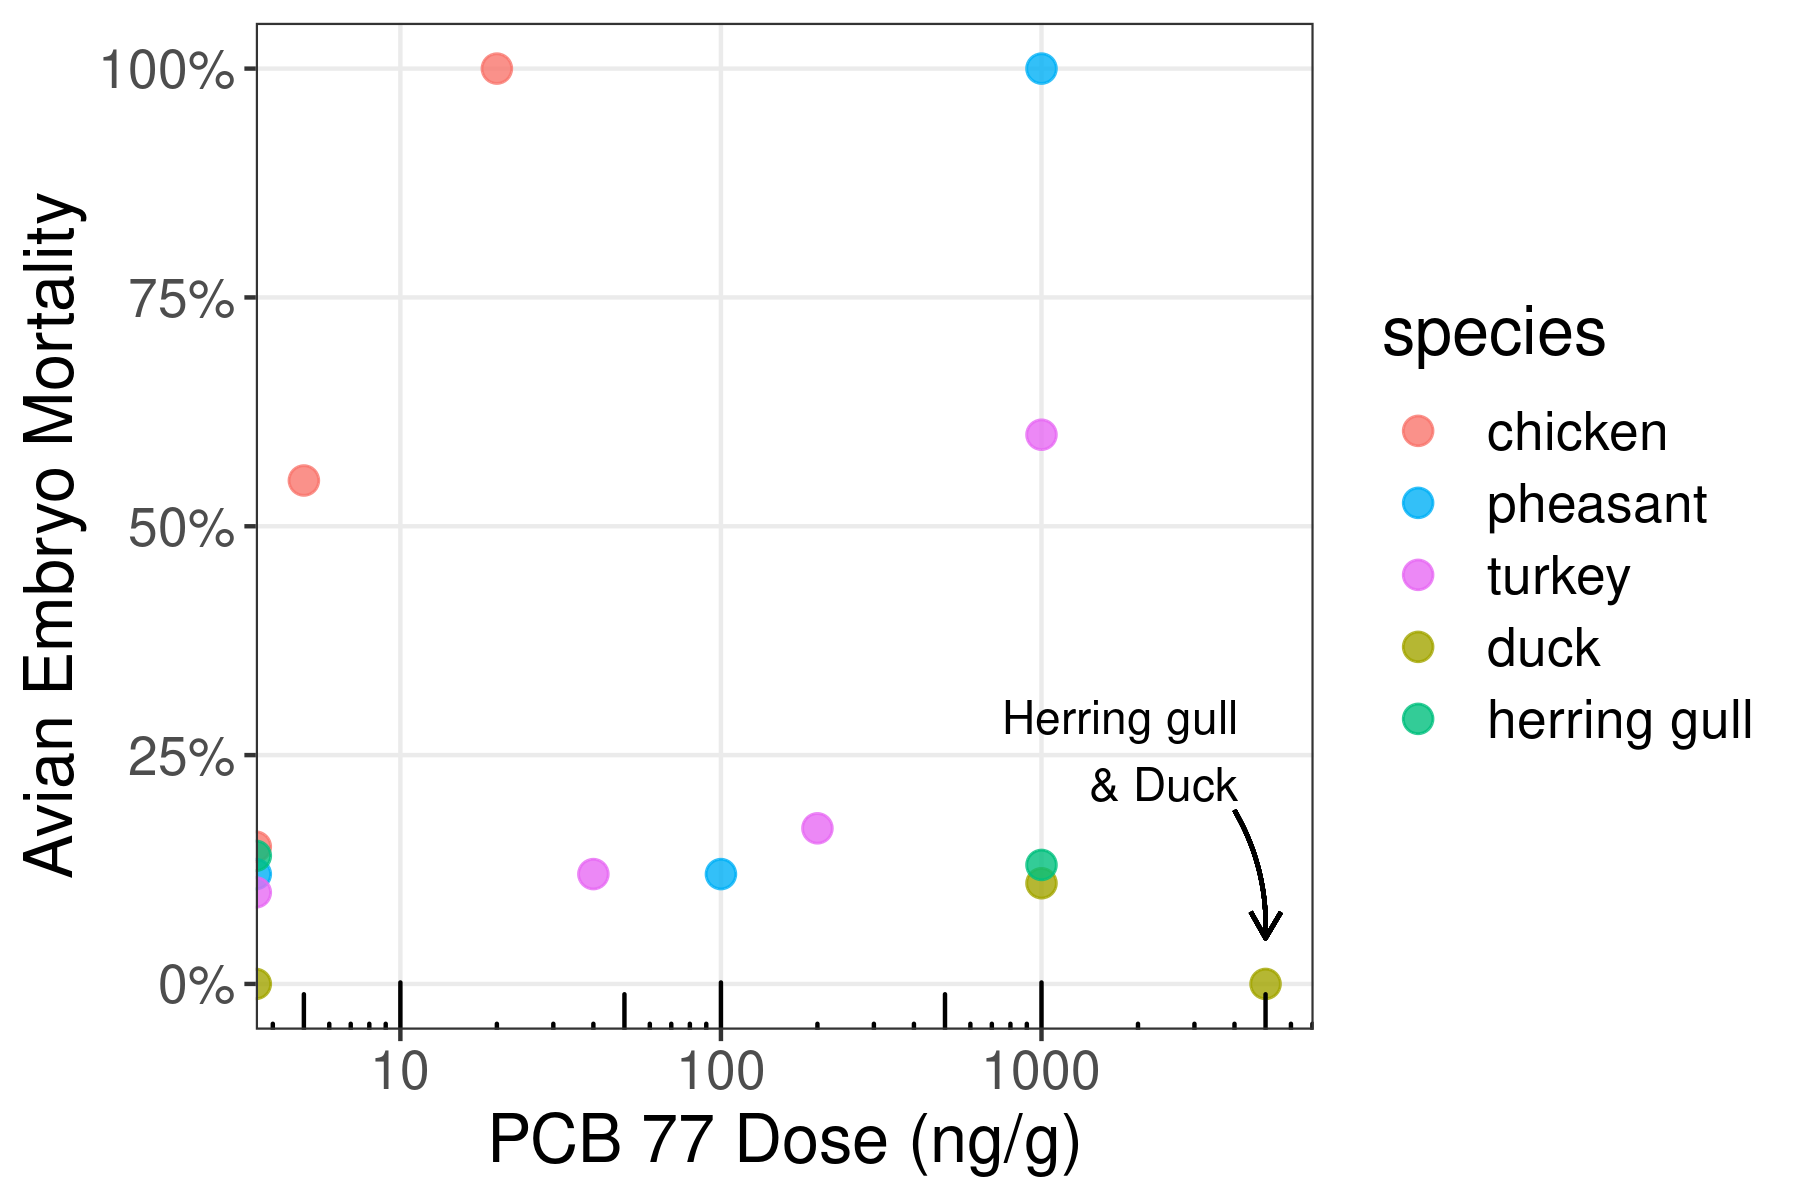 Avian Embryo Mortality
100%
75%
50%
25%
0%
Herring gull
& Duck
10 100 1000
PCB 77 Dose (ng/g)
species
chicken
pheasant
turkey
duck
herring gull